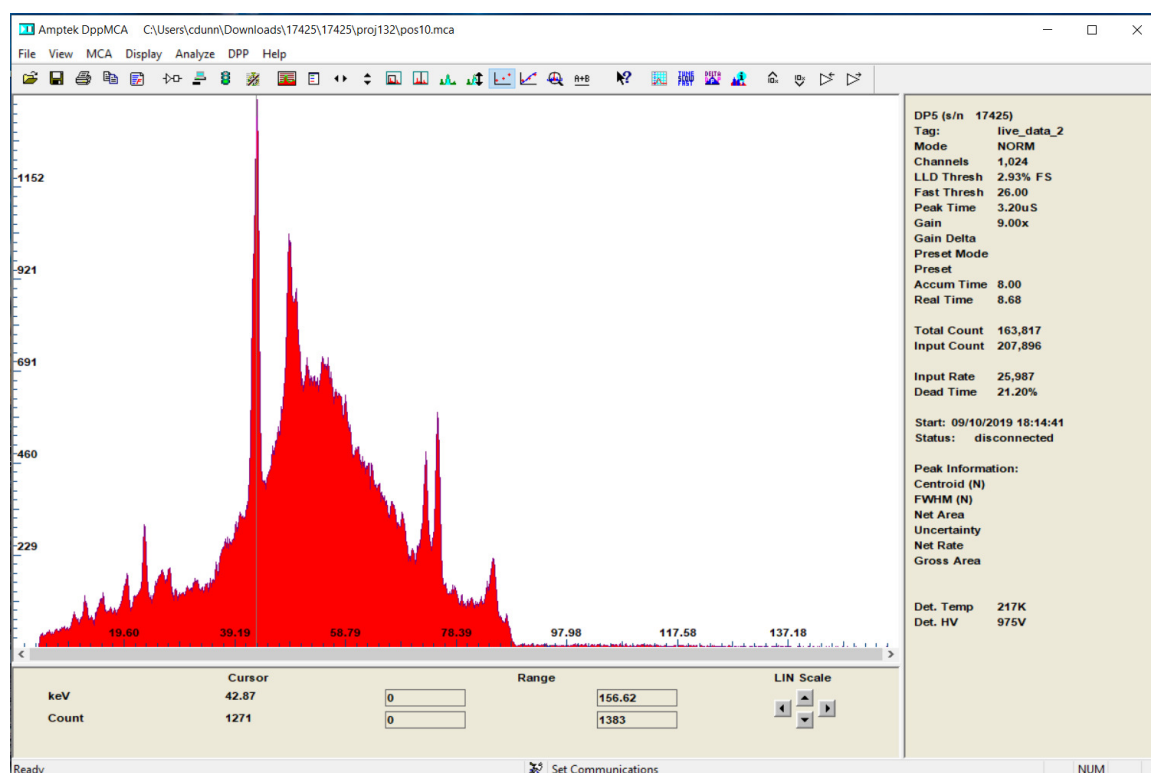 Amptek DppMCA C:\Users\cdunn\Downloads\17425\17425\proj132\pos10.mca
File View MCA Display Analyze DPP Help
A+B
1152
921
691
460
229
19.60 39.19 58.79 78.39 97.98 117.58 137.18
DP5 (s/n 17425)
Tag: live_data_2
Mode NORM
Channels 1,024
LLD Thresh 2.93% FS
Fast Thresh 26.00
Peak Time 3.20uS
Gain 9.00x
Gain Delta
Preset Mode
Preset
Accum Time 8.00
Real Time 8.68
Total Count 163,817
Input Count 207,896
Input Rate 25,987
Dead Time 21.20%
Start: 09/10/2019 18:14:41
Status: disconnected
Peak Information:
Centroid (N)
FWHM (N)
Net Area
Uncertainty
Net Rate
Gross Area
Det. Temp 217K
Det. HV 975V
Cursor Range LIN Scale
keV 42.87 0 156.62
Count 1271 0 1383
Ready Set Communications NUM